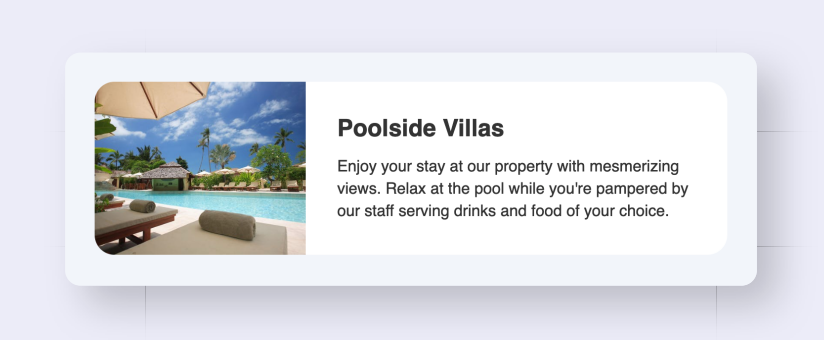 Poolside Villas
Enjoy your stay at our property with mesmerizing
views. Relax at the pool while you're pampered by
our staff serving drinks and food of your choice.